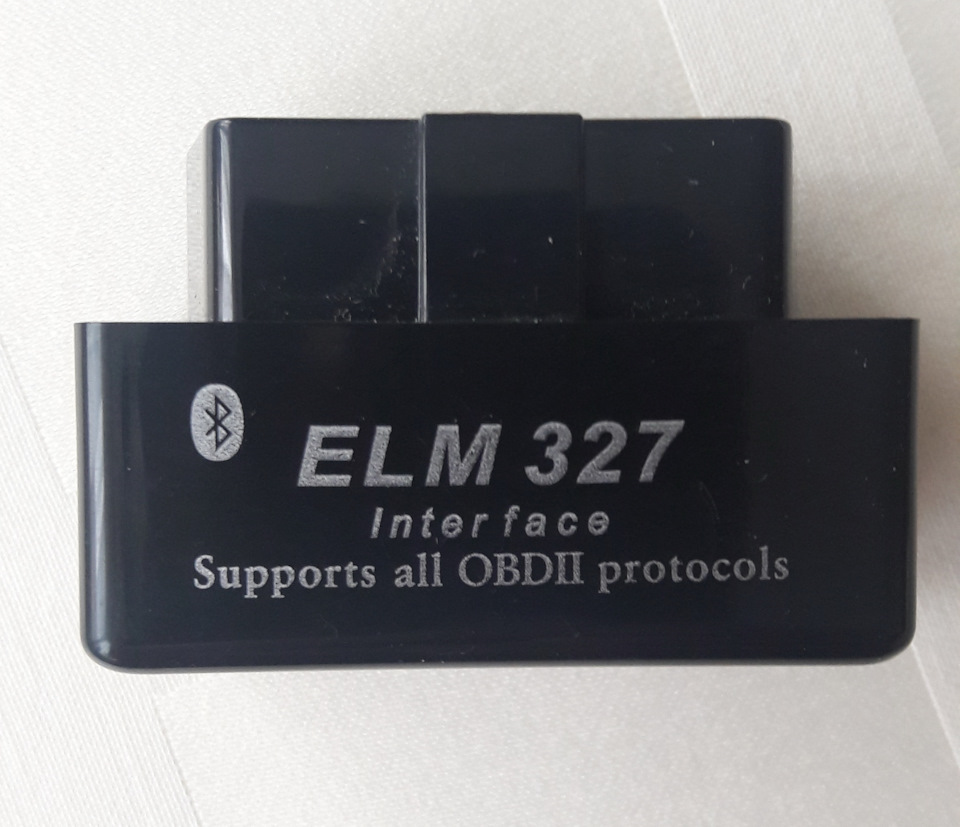 ELM 327
Interface
Supports all OBDII protocols